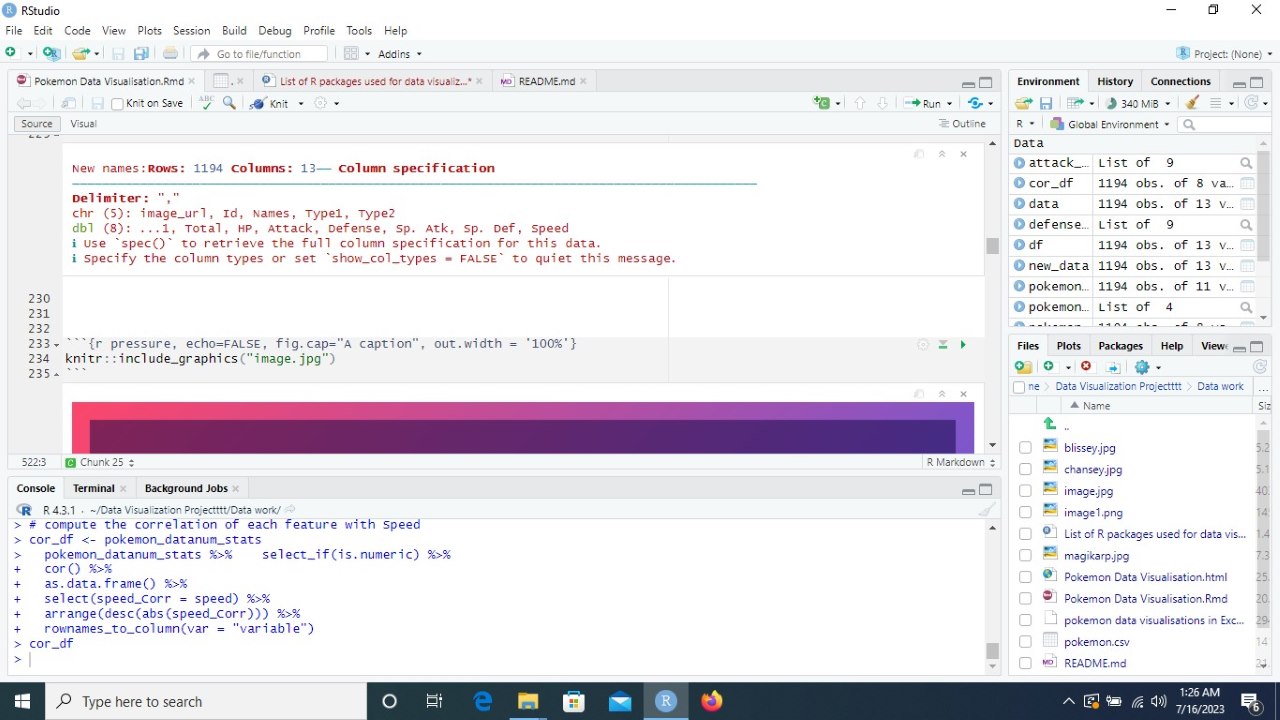 RStudio
File Edit Code View Plots Session Build Debug Profile Tools Help
Go to file/function Addins Project: (None)
Pokemon Data Visualisation.Rmd . List of R packages used for data visualiz...* README.md
Knit on Save ABC Knit Run
Source Visual Outline
New names:Rows: 1194 Columns: 13── Column specification
Delimiter: ","
chr (5): image_url, Id, Names, Type1, Type2
dbl (8): ...1, Total, HP, Attack, Defense, Sp. Atk, Sp. Def, Speed
ℹ Use `spec()` to retrieve the full column specification for this data.
ℹ Specify the column types or set `show_col_types = FALSE` to quiet this message.
230
231
232
233 ```{r pressure, echo=FALSE, fig.cap="A caption", out.width = '100%'}
234 knitr::include_graphics("image.jpg")
235 ```
522:3 Chunk 25 R Markdown
Console Terminal Background Jobs
R 4.3.1 · ~/Data Visualization Projectttt/Data work/
> # compute the correlation of each feature with Speed
> cor_df <- pokemon_datanum_stats
> pokemon_datanum_stats %>% select_if(is.numeric) %>%
+ cor() %>%
+ as.data.frame() %>%
+ select(speed_Corr = speed) %>%
+ arrange(desc(abs(speed_Corr))) %>%
+ rownames_to_column(var = "variable")
> cor_df
>
Environment History Connections
340 MiB
R Global Environment
Data
attack_... List of 9
cor_df 1194 obs. of 8 va...
data 1194 obs. of 13 v...
defense... List of 9
df 1194 obs. of 13 v...
new_data 1194 obs. of 13 v...
pokemon... 1194 obs. of 11 v...
pokemon... List of 4
Files Plots Packages Help Viewe
ne > Data Visualization Projectttt > Data work ...
Name Siz
..
blissey.jpg 5.2
chansey.jpg 5.1
image.jpg 40.
image1.png 14.
List of R packages used for data vis... 1.4
magikarp.jpg 7.3
Pokemon Data Visualisation.html
Pokemon Data Visualisation.Rmd 20.
pokemon data visualisations in Exc... 29
pokemon.csv
README.md
Type here to search
1:26 AM
7/16/2023
6